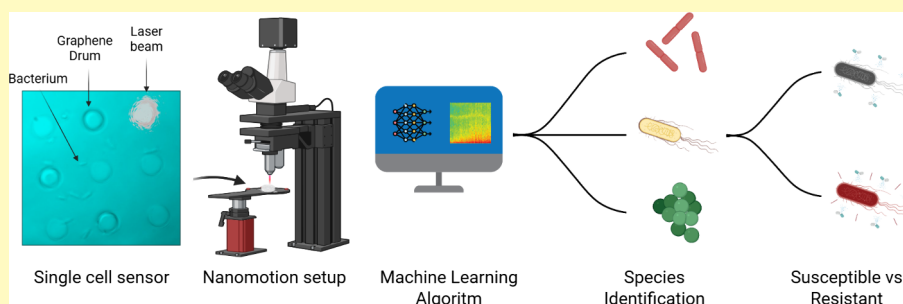 Laser
beam
Graphene
Drum
Bacterium
Single cell sensor
Nanomotion setup
Machine Learning
Algoritm
Species
Identification
Susceptible vs
Resistant